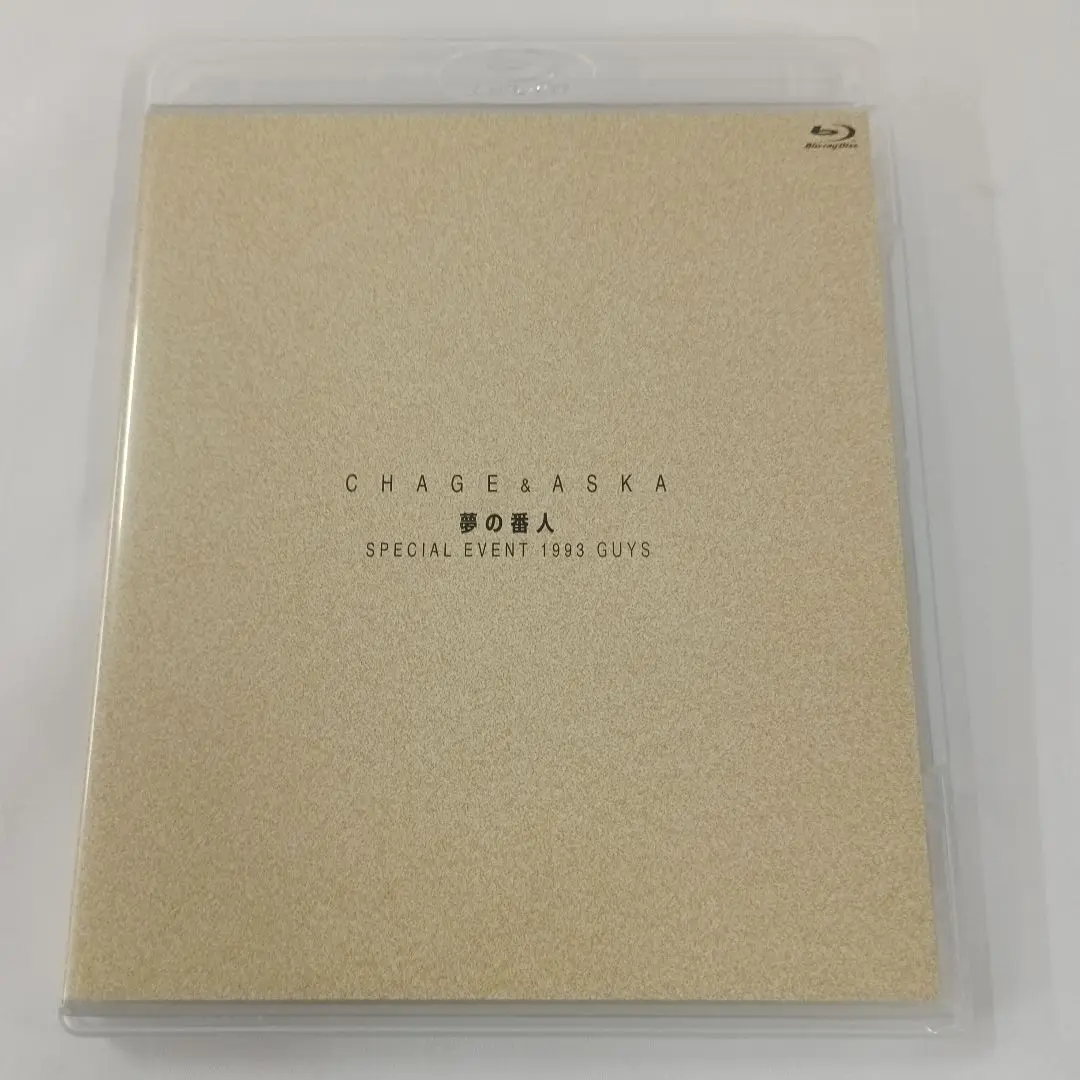 Blu-ray Disc
CHAGE & ASKA
夢の番人
SPECIAL EVENT 1993 GUYS